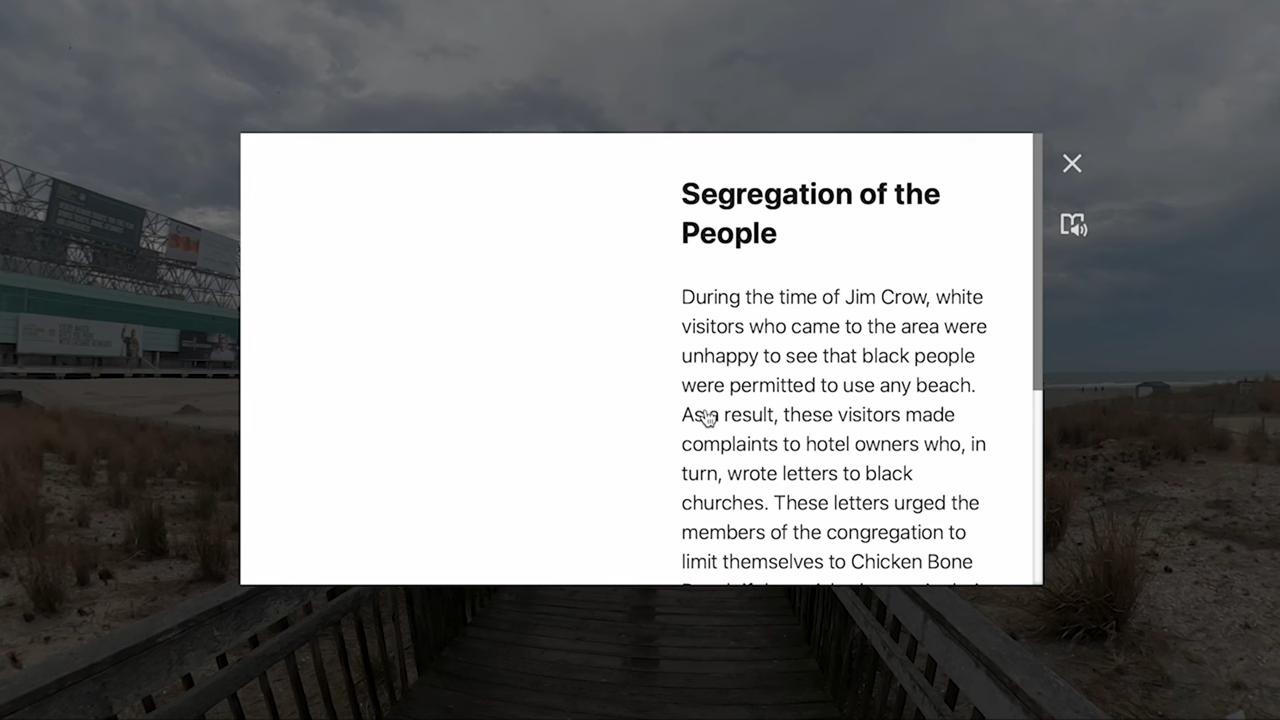 Segregation of the
People
During the time of Jim Crow, white
visitors who came to the area were
unhappy to see that black people
were permitted to use any beach.
As a result, these visitors made
complaints to hotel owners who, in
turn, wrote letters to black
churches. These letters urged the
members of the congregation to
limit themselves to Chicken Bone